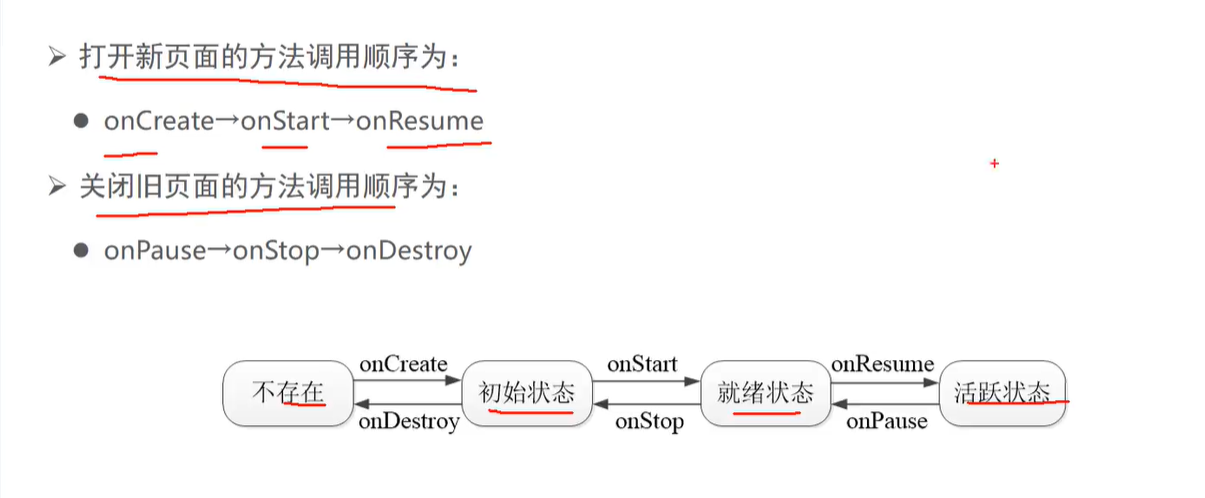 ➢ 打开新页面的方法调用顺序为：
● onCreate→onStart→onResume
➢ 关闭旧页面的方法调用顺序为：
● onPause→onStop→onDestroy
onCreate onStart onResume
不存在 初始状态 就绪状态 活跃状态
onDestroy onStop onPause